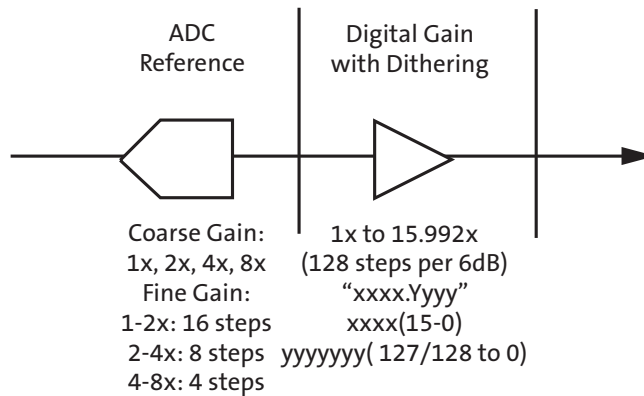 ADC
Reference
Digital Gain
with Dithering
Coarse Gain:
1x, 2x, 4x, 8x
Fine Gain:
1-2x: 16 steps
2-4x: 8 steps
4-8x: 4 steps
1x to 15.992x
(128 steps per 6dB)
“xxxx.Yyyy”
xxxx(15-0)
yyyyyyy( 127/128 to 0)